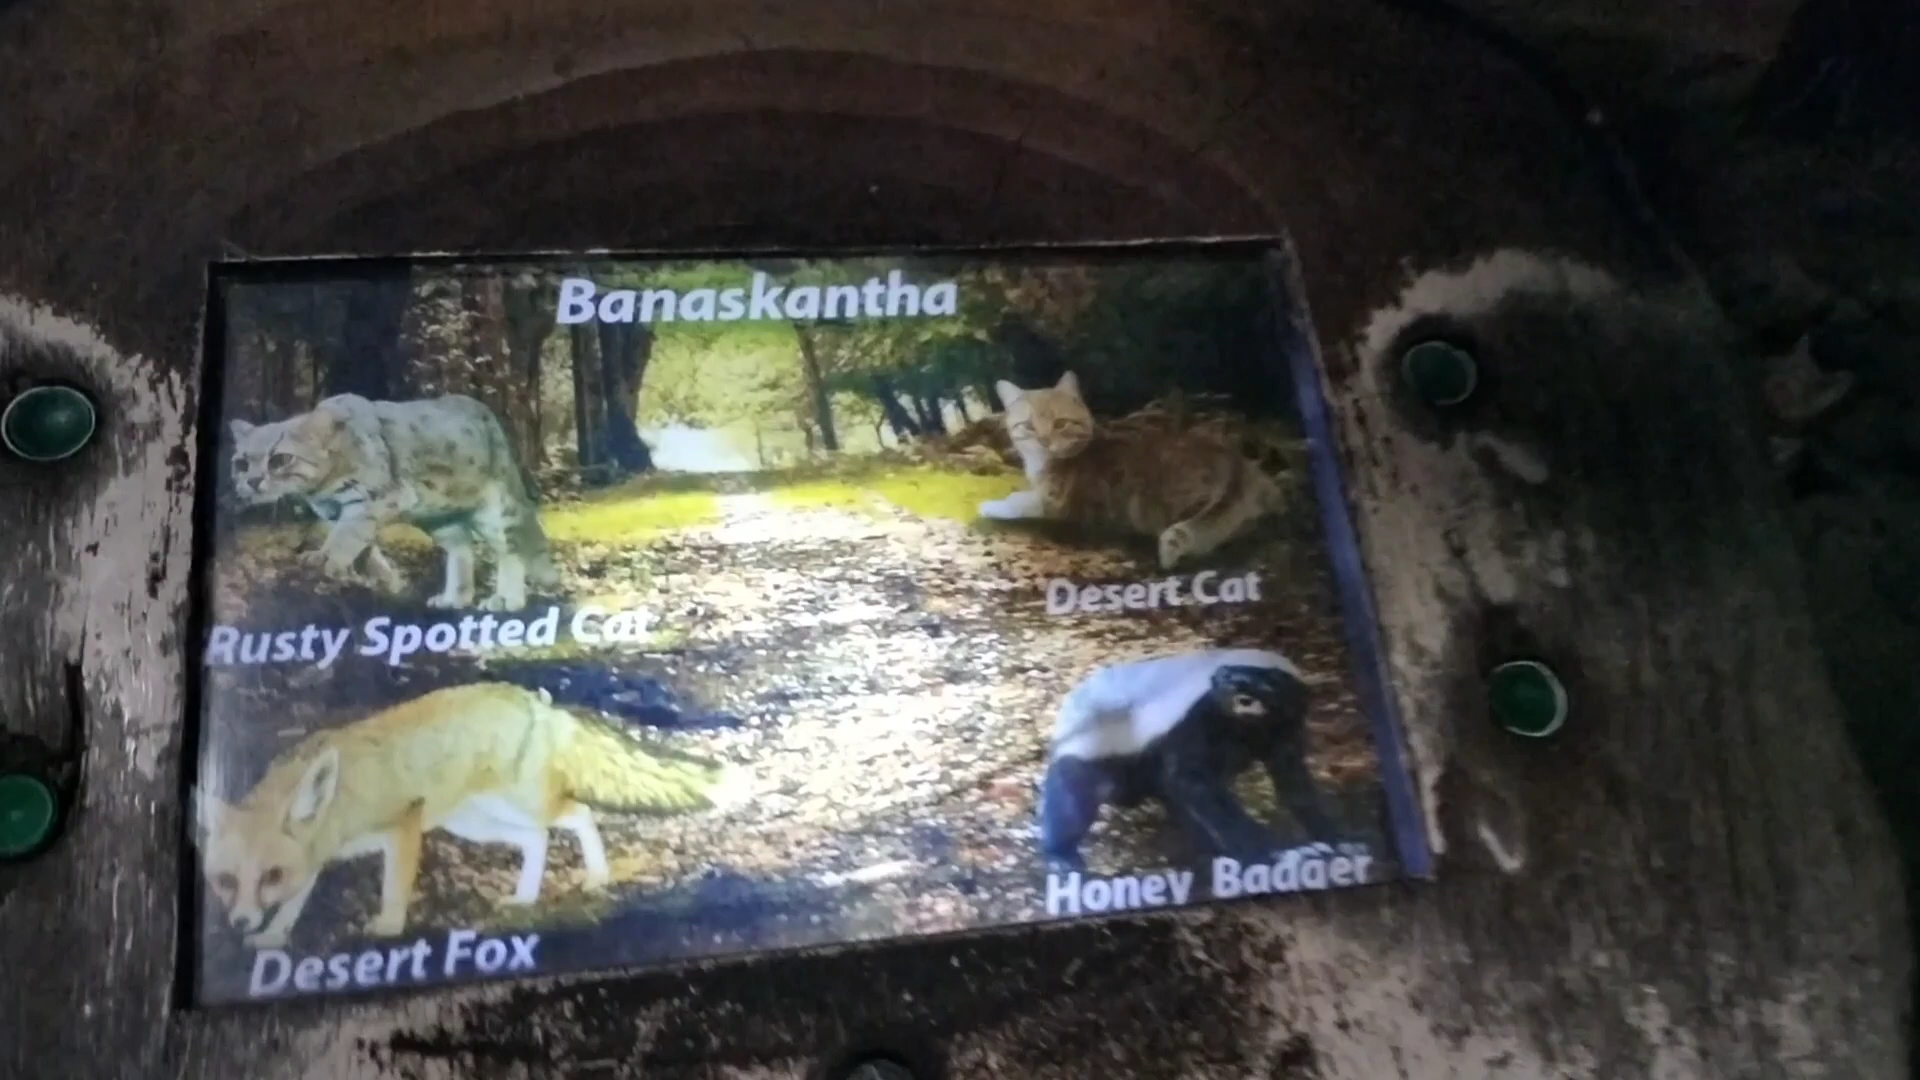 Banaskantha
Rusty Spotted Cat
Desert Cat
Desert Fox
Honey Badger